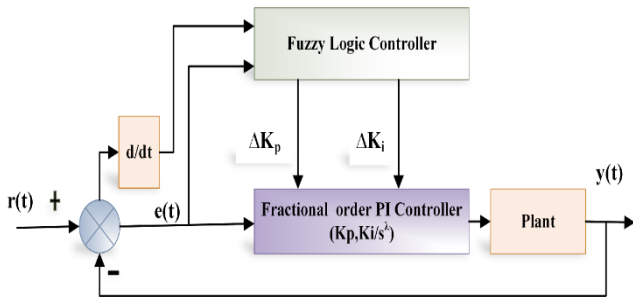 Fuzzy Logic Controller
d/dt
ΔKₚ
ΔKᵢ
r(t)
+
e(t)
Fractional order PI Controller
(Kp,Ki/s^λ)
Plant
y(t)
-